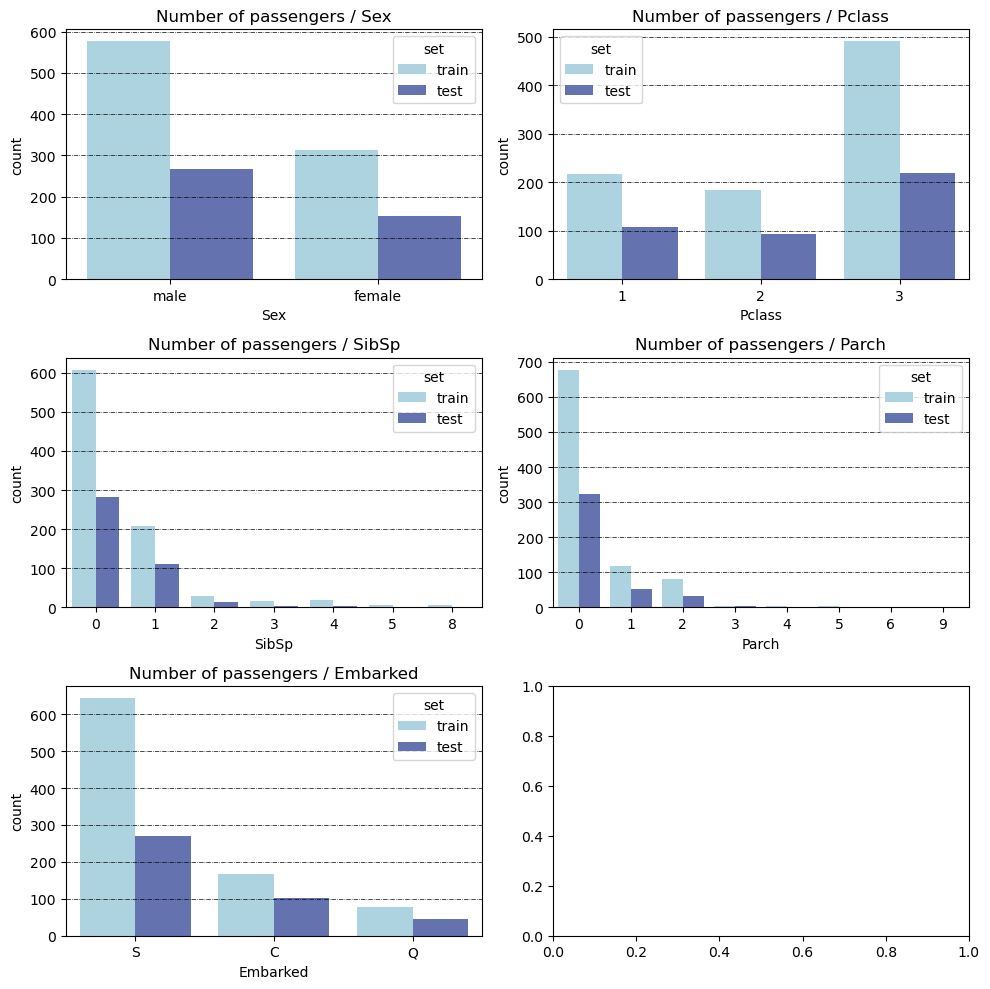 Number of passengers / Sex
600
500
400
300
200
100
0
count
set
train
test
male
female
Sex
Number of passengers / Pclass
500
400
300
200
100
0
count
set
train
test
1
2
3
Pclass
Number of passengers / SibSp
600
500
400
300
200
100
0
count
set
train
test
0
1
2
3
4
5
8
SibSp
Number of passengers / Parch
700
600
500
400
300
200
100
0
count
set
train
test
0
1
2
3
4
5
6
9
Parch
Number of passengers / Embarked
600
500
400
300
200
100
0
count
set
train
test
S
C
Q
Embarked
1.0
0.8
0.6
0.4
0.2
0.0
0.0
0.2
0.4
0.6
0.8
1.0